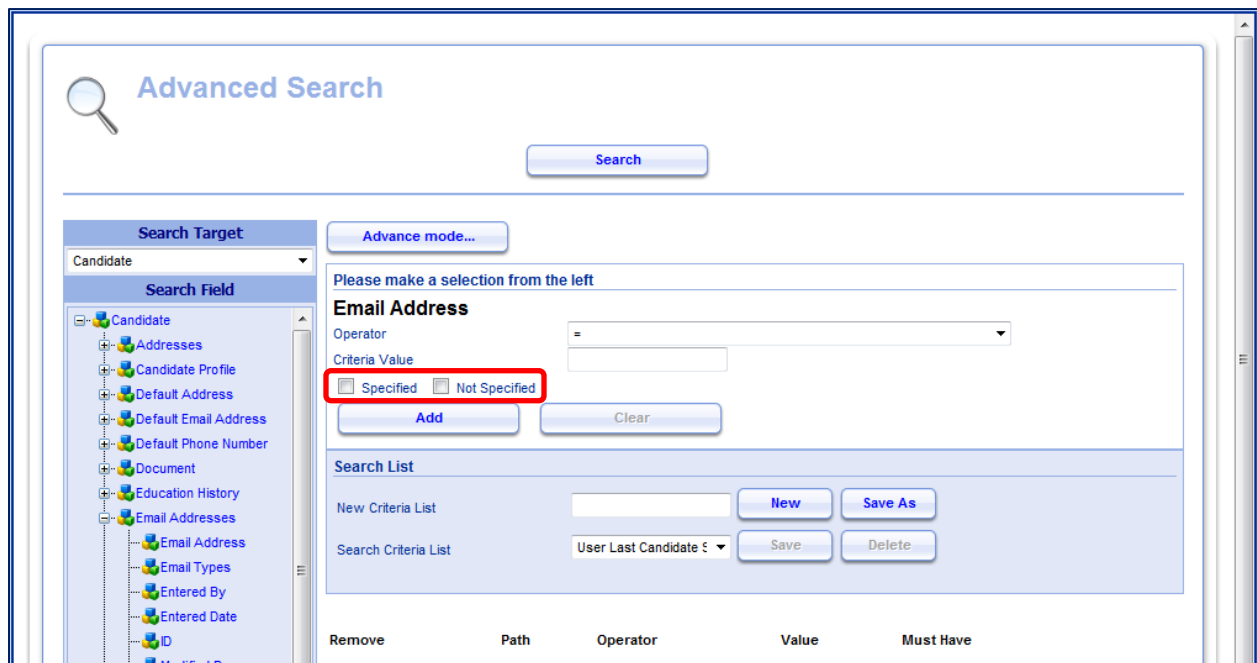 Advanced Search
Search
Search Target
Candidate
Search Field
Candidate
Addresses
Candidate Profile
Default Address
Default Email Address
Default Phone Number
Document
Education History
Email Addresses
Email Address
Email Types
Entered By
Entered Date
ID
Advance mode...
Please make a selection from the left
Email Address
Operator =
Criteria Value
Specified Not Specified
Add Clear
Search List
New Criteria List New Save As
Search Criteria List User Last Candidate S Save Delete
Remove Path Operator Value Must Have